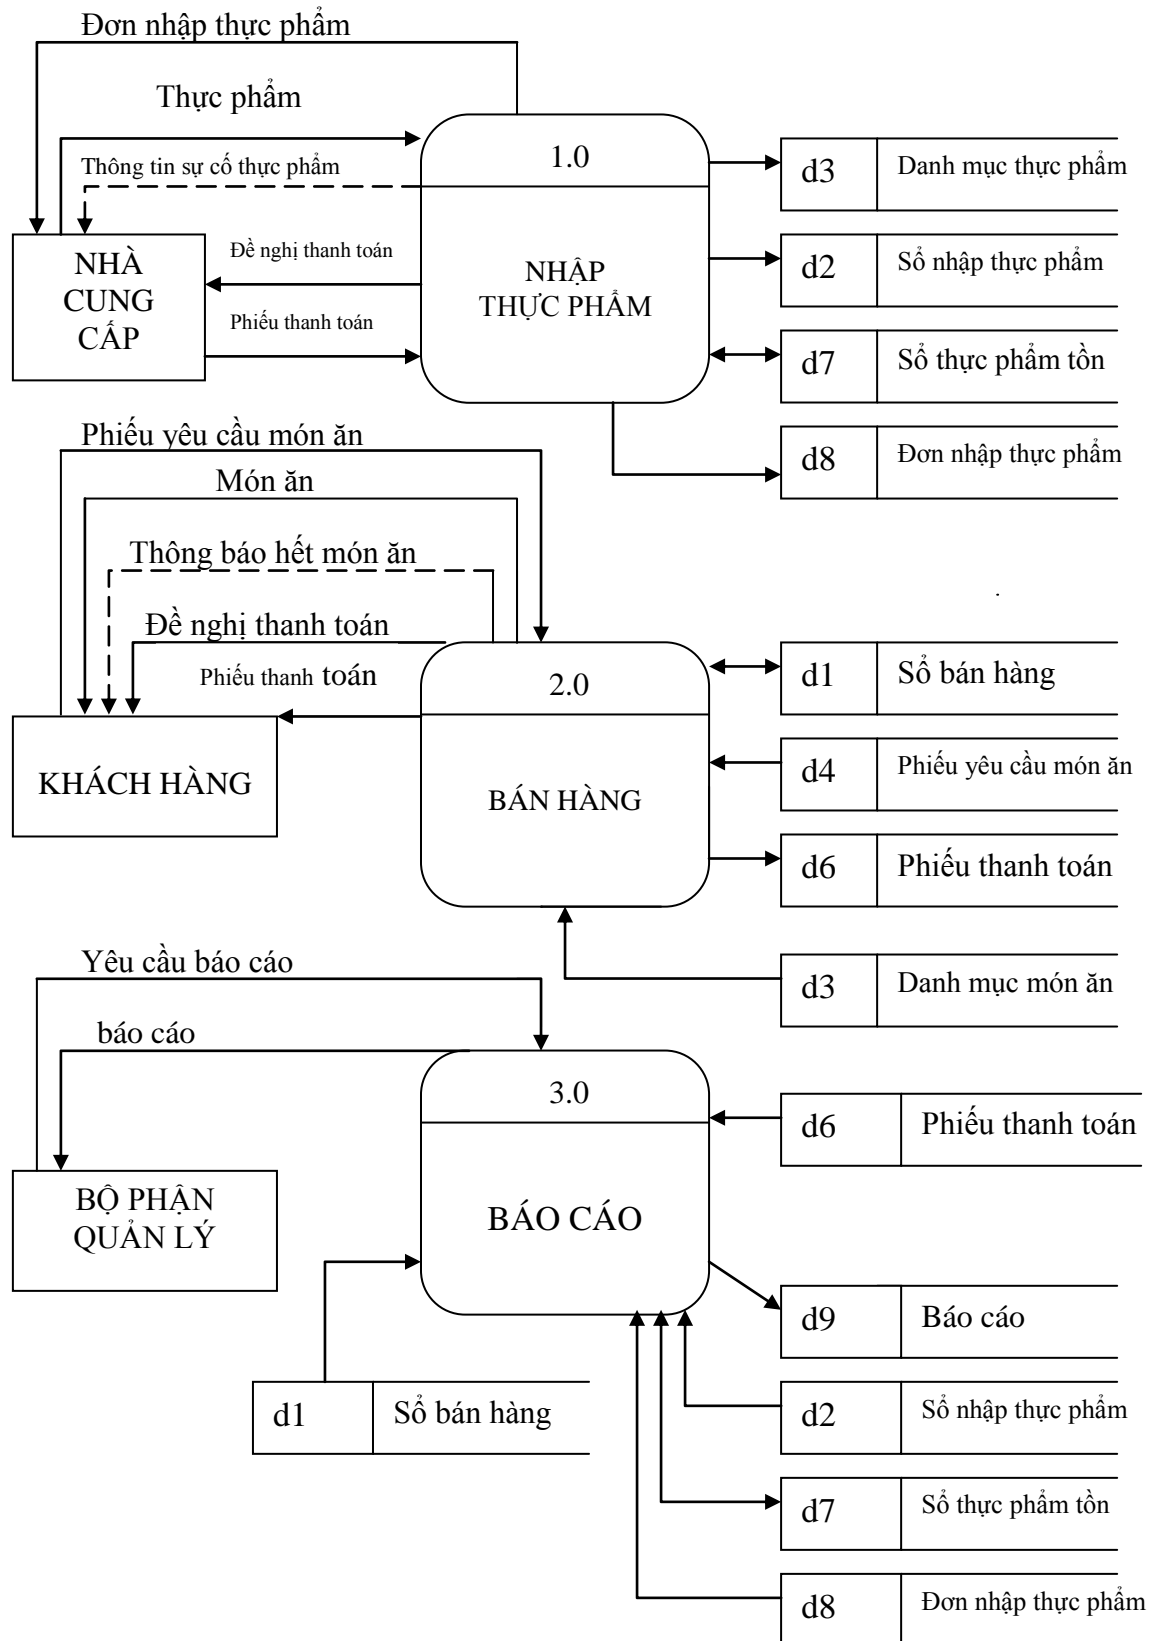 Đơn nhập thực phẩm
Thực phẩm
Thông tin sự cố thực phẩm
1.0
d3 Danh mục thực phẩm
NHÀ
CUNG
CẤP
Đề nghị thanh toán
Phiếu thanh toán
NHẬP
THỰC PHẨM
d2 Sổ nhập thực phẩm
d7 Sổ thực phẩm tồn
d8 Đơn nhập thực phẩm
Phiếu yêu cầu món ăn
Món ăn
Thông báo hết món ăn
Đề nghị thanh toán
Phiếu thanh toán
2.0
d1 Sổ bán hàng
KHÁCH HÀNG
BÁN HÀNG
d4 Phiếu yêu cầu món ăn
d6 Phiếu thanh toán
d3 Danh mục món ăn
Yêu cầu báo cáo
báo cáo
3.0
d6 Phiếu thanh toán
BỘ PHẬN
QUẢN LÝ
BÁO CÁO
d9 Báo cáo
d1 Sổ bán hàng
d2 Sổ nhập thực phẩm
d7 Sổ thực phẩm tồn
d8 Đơn nhập thực phẩm